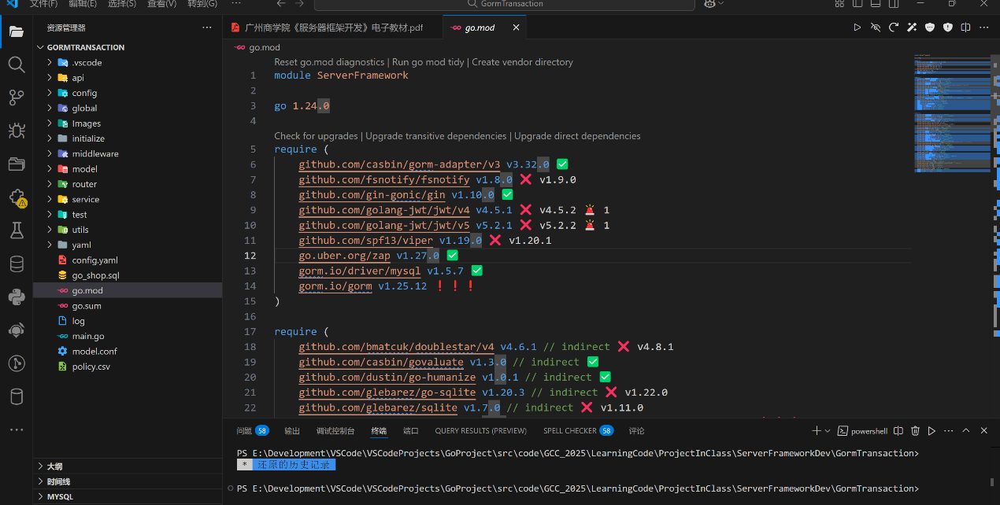 文件(F) 编辑(E) 选择(S) 查看(V) 转到(G) ··· GormTransaction
资源管理器 ···
GORMTRANSACTION
.vscode
api
config
global
Images
initialize
middleware
model
router
service
test
utils
yaml
config.yaml
go_shop.sql
go.mod
go.sum
log
main.go
model.conf
policy.csv
大纲
时间线
MYSQL
广州商学院《服务器框架开发》电子教材.pdf go.mod
go.mod
Reset go.mod diagnostics | Run go mod tidy | Create vendor directory
1 module ServerFramework
2
3 go 1.24.0
4
Check for upgrades | Upgrade transitive dependencies | Upgrade direct dependencies
5 require (
6 github.com/casbin/gorm-adapter/v3 v3.32.0 ✅
7 github.com/fsnotify/fsnotify v1.8.0 ❌ v1.9.0
8 github.com/gin-gonic/gin v1.10.0 ✅
9 github.com/golang-jwt/jwt/v4 v4.5.1 ❌ v4.5.2 🚨 1
10 github.com/golang-jwt/jwt/v5 v5.2.1 ❌ v5.2.2 🚨 1
11 github.com/spf13/viper v1.19.0 ❌ v1.20.1
12 go.uber.org/zap v1.27.0 ✅
13 gorm.io/driver/mysql v1.5.7 ✅
14 gorm.io/gorm v1.25.12 ❗❗❗
15 )
16
17 require (
18 github.com/bmatcuk/doublestar/v4 v4.6.1 // indirect ❌ v4.8.1
19 github.com/casbin/govaluate v1.3.0 // indirect ✅
20 github.com/dustin/go-humanize v1.0.1 // indirect ✅
21 github.com/glebarez/go-sqlite v1.20.3 // indirect ❌ v1.22.0
22 github.com/glebarez/sqlite v1.7.0 // indirect ❌ v1.11.0
问题 58 输出 调试控制台 终端 端口 QUERY RESULTS (PREVIEW) SPELL CHECKER 58 评论 powershell
PS E:\Development\VSCode\VSCodeProjects\GoProject\src\code\GCC_2025\LearningCode\ProjectInClass\ServerFrameworkDev\GormTransaction>
* 还原的历史记录
PS E:\Development\VSCode\VSCodeProjects\GoProject\src\code\GCC_2025\LearningCode\ProjectInClass\ServerFrameworkDev\GormTransaction>